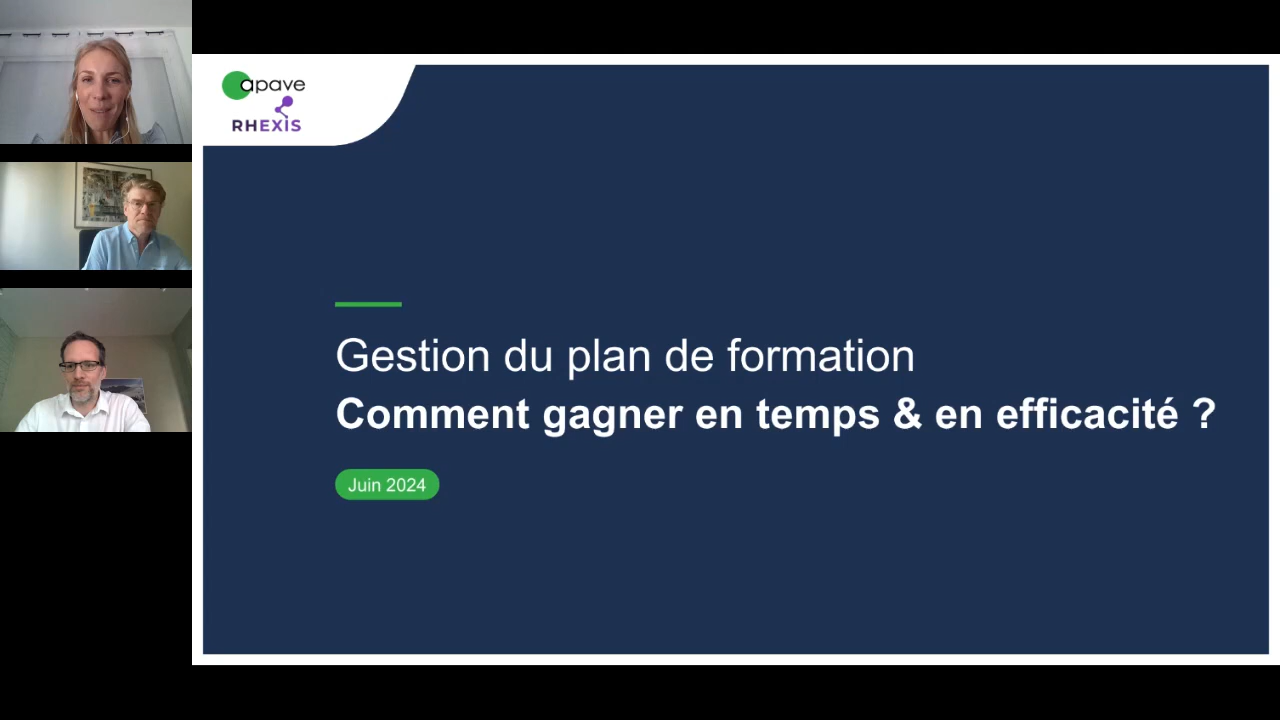 apave
RHEXIS
Gestion du plan de formation
Comment gagner en temps & en efficacité ?
Juin 2024